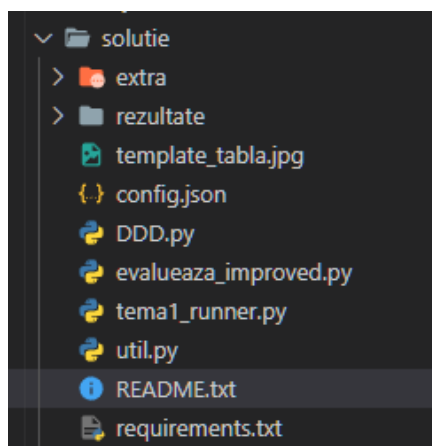 solutie
extra
rezultate
template_tabla.jpg
config.json
DDD.py
evalueaza_improved.py
tema1_runner.py
util.py
README.txt
requirements.txt